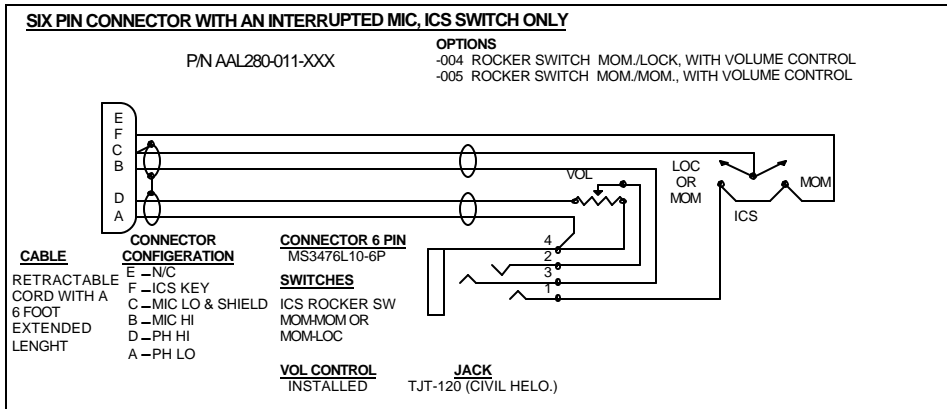 SIX PIN CONNECTOR WITH AN INTERRUPTED MIC, ICS SWITCH ONLY
P/N AAL280-011-XXX
OPTIONS
-004 ROCKER SWITCH MOM./LOCK, WITH VOLUME CONTROL
-005 ROCKER SWITCH MOM./MOM., WITH VOLUME CONTROL
E
F
C
B
D
A
VOL
LOC
OR
MOM
MOM
ICS
4
2
3
1
CABLE
RETRACTABLE
CORD WITH A
6 FOOT
EXTENDED
LENGHT
CONNECTOR
CONFIGERATION
E – N/C
F – ICS KEY
C – MIC LO & SHIELD
B – MIC HI
D – PH HI
A – PH LO
CONNECTOR 6 PIN
MS3476L10-6P
SWITCHES
ICS ROCKER SW
MOM-MOM OR
MOM-LOC
VOL CONTROL
INSTALLED
JACK
TJT-120 (CIVIL HELO.)